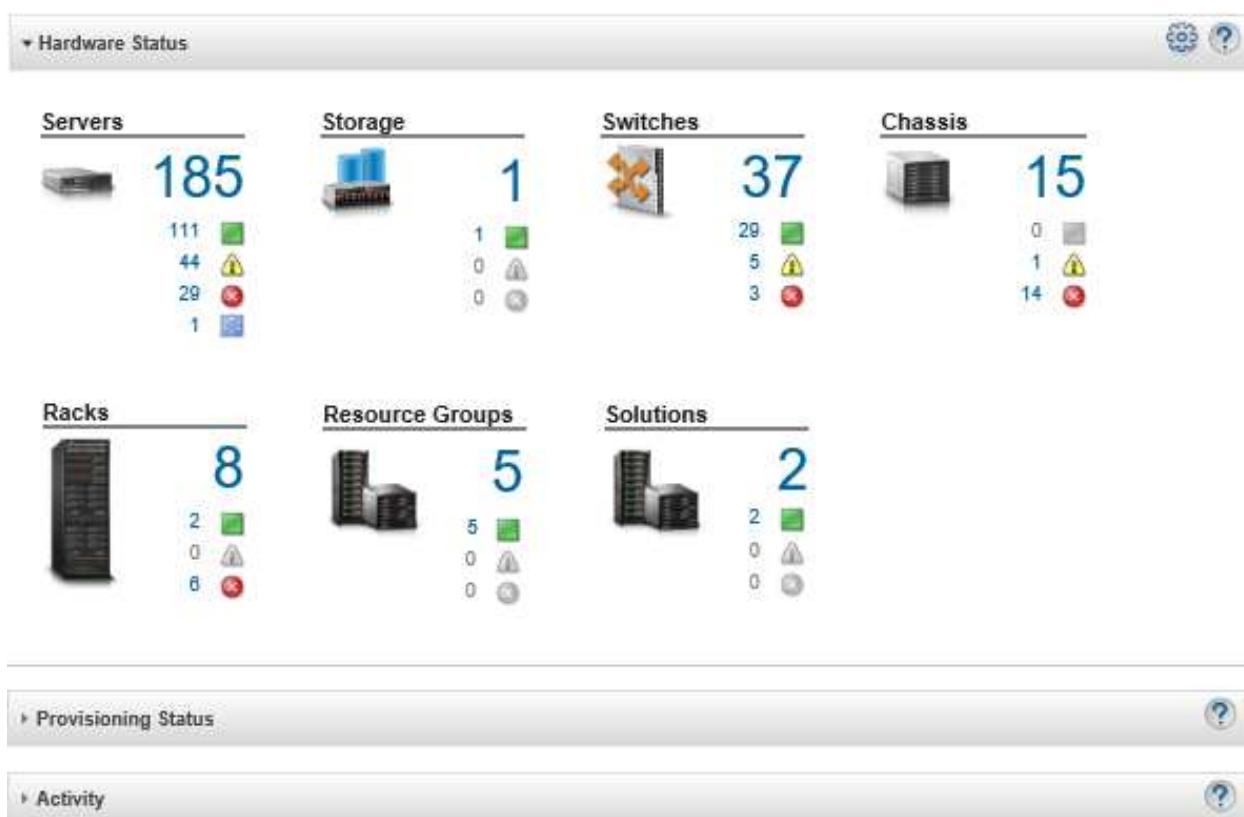 Hardware Status
Servers
185
111
44
29
1
Storage
1
1
0
0
Switches
37
29
5
3
Chassis
15
0
1
14
Racks
8
2
0
6
Resource Groups
5
5
0
0
Solutions
2
2
0
0
Provisioning Status
Activity